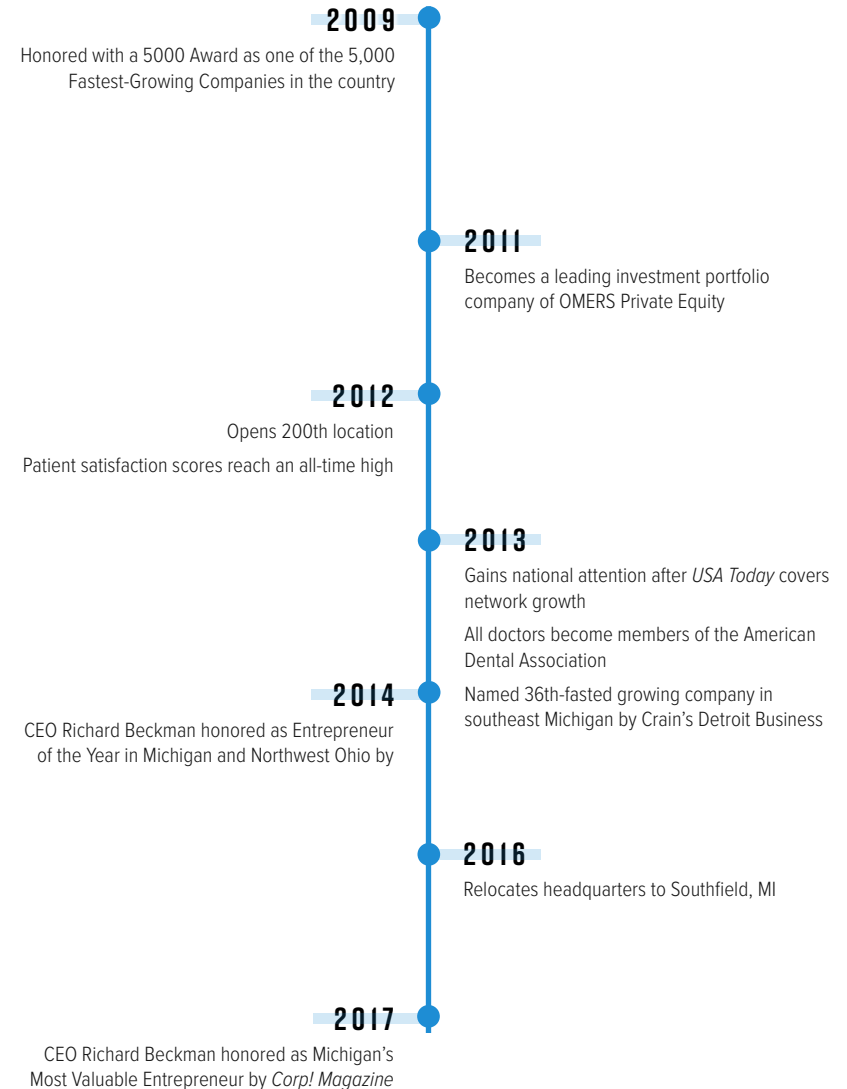 2009
Honored with a 5000 Award as one of the 5,000
Fastest-Growing Companies in the country
2011
Becomes a leading investment portfolio
company of OMERS Private Equity
2012
Opens 200th location
Patient satisfaction scores reach an all-time high
2013
Gains national attention after USA Today covers
network growth
All doctors become members of the American
Dental Association
Named 36th-fasted growing company in
southeast Michigan by Crain’s Detroit Business
2014
CEO Richard Beckman honored as Entrepreneur
of the Year in Michigan and Northwest Ohio by
2016
Relocates headquarters to Southfield, MI
2017
CEO Richard Beckman honored as Michigan’s
Most Valuable Entrepreneur by Corp! Magazine